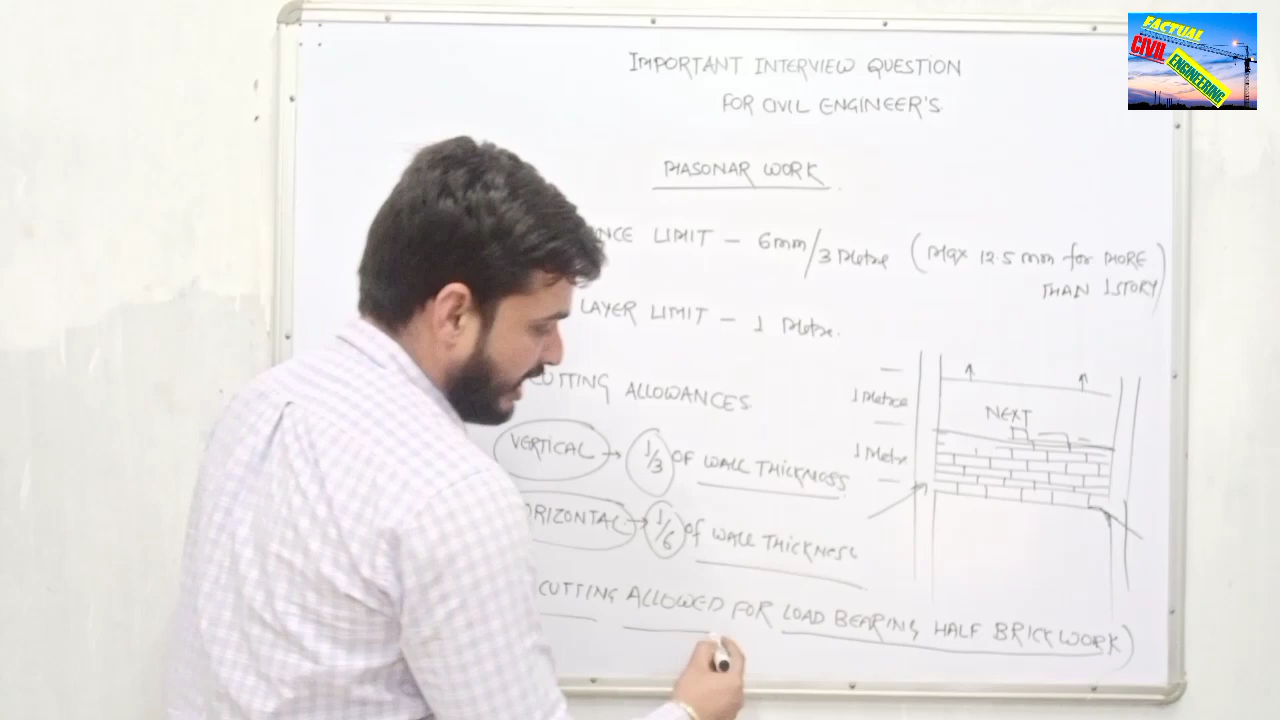 FACTUAL
CIVIL
ENGINEERING
IMPORTANT INTERVIEW QUESTION
FOR CIVIL ENGINEER'S
MASONAR WORK
NCE LIMIT - 6mm/3 Metre (Max 12.5 mm for MORE
THAN 1 STORY)
LAYER LIMIT - 1 Metre.
CUTTING ALLOWANCES
VERTICAL → 1/3 OF WALL THICKNESS
RIZONTAL → 1/6 of WALL THICKNESS
CUTTING ALLOWED FOR LOAD BEARING HALF BRICK WORK)
1 Metre
NEXT
1 Metre